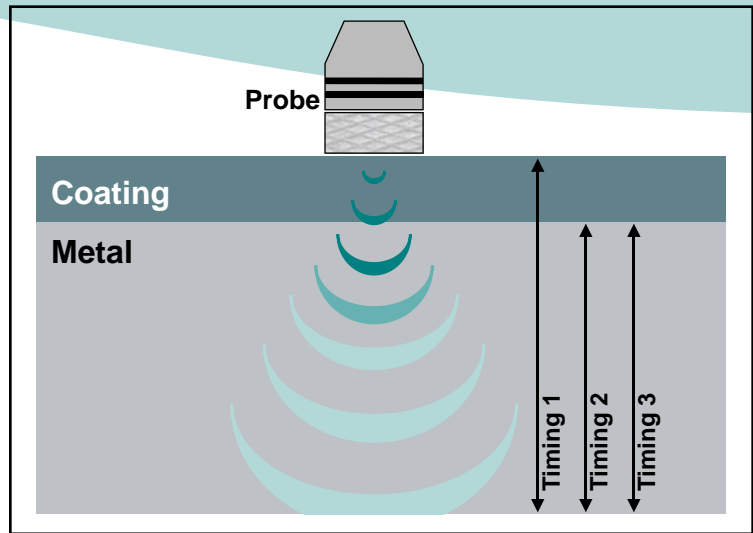 Probe
Coating
Metal
Timing 1
Timing 2
Timing 3